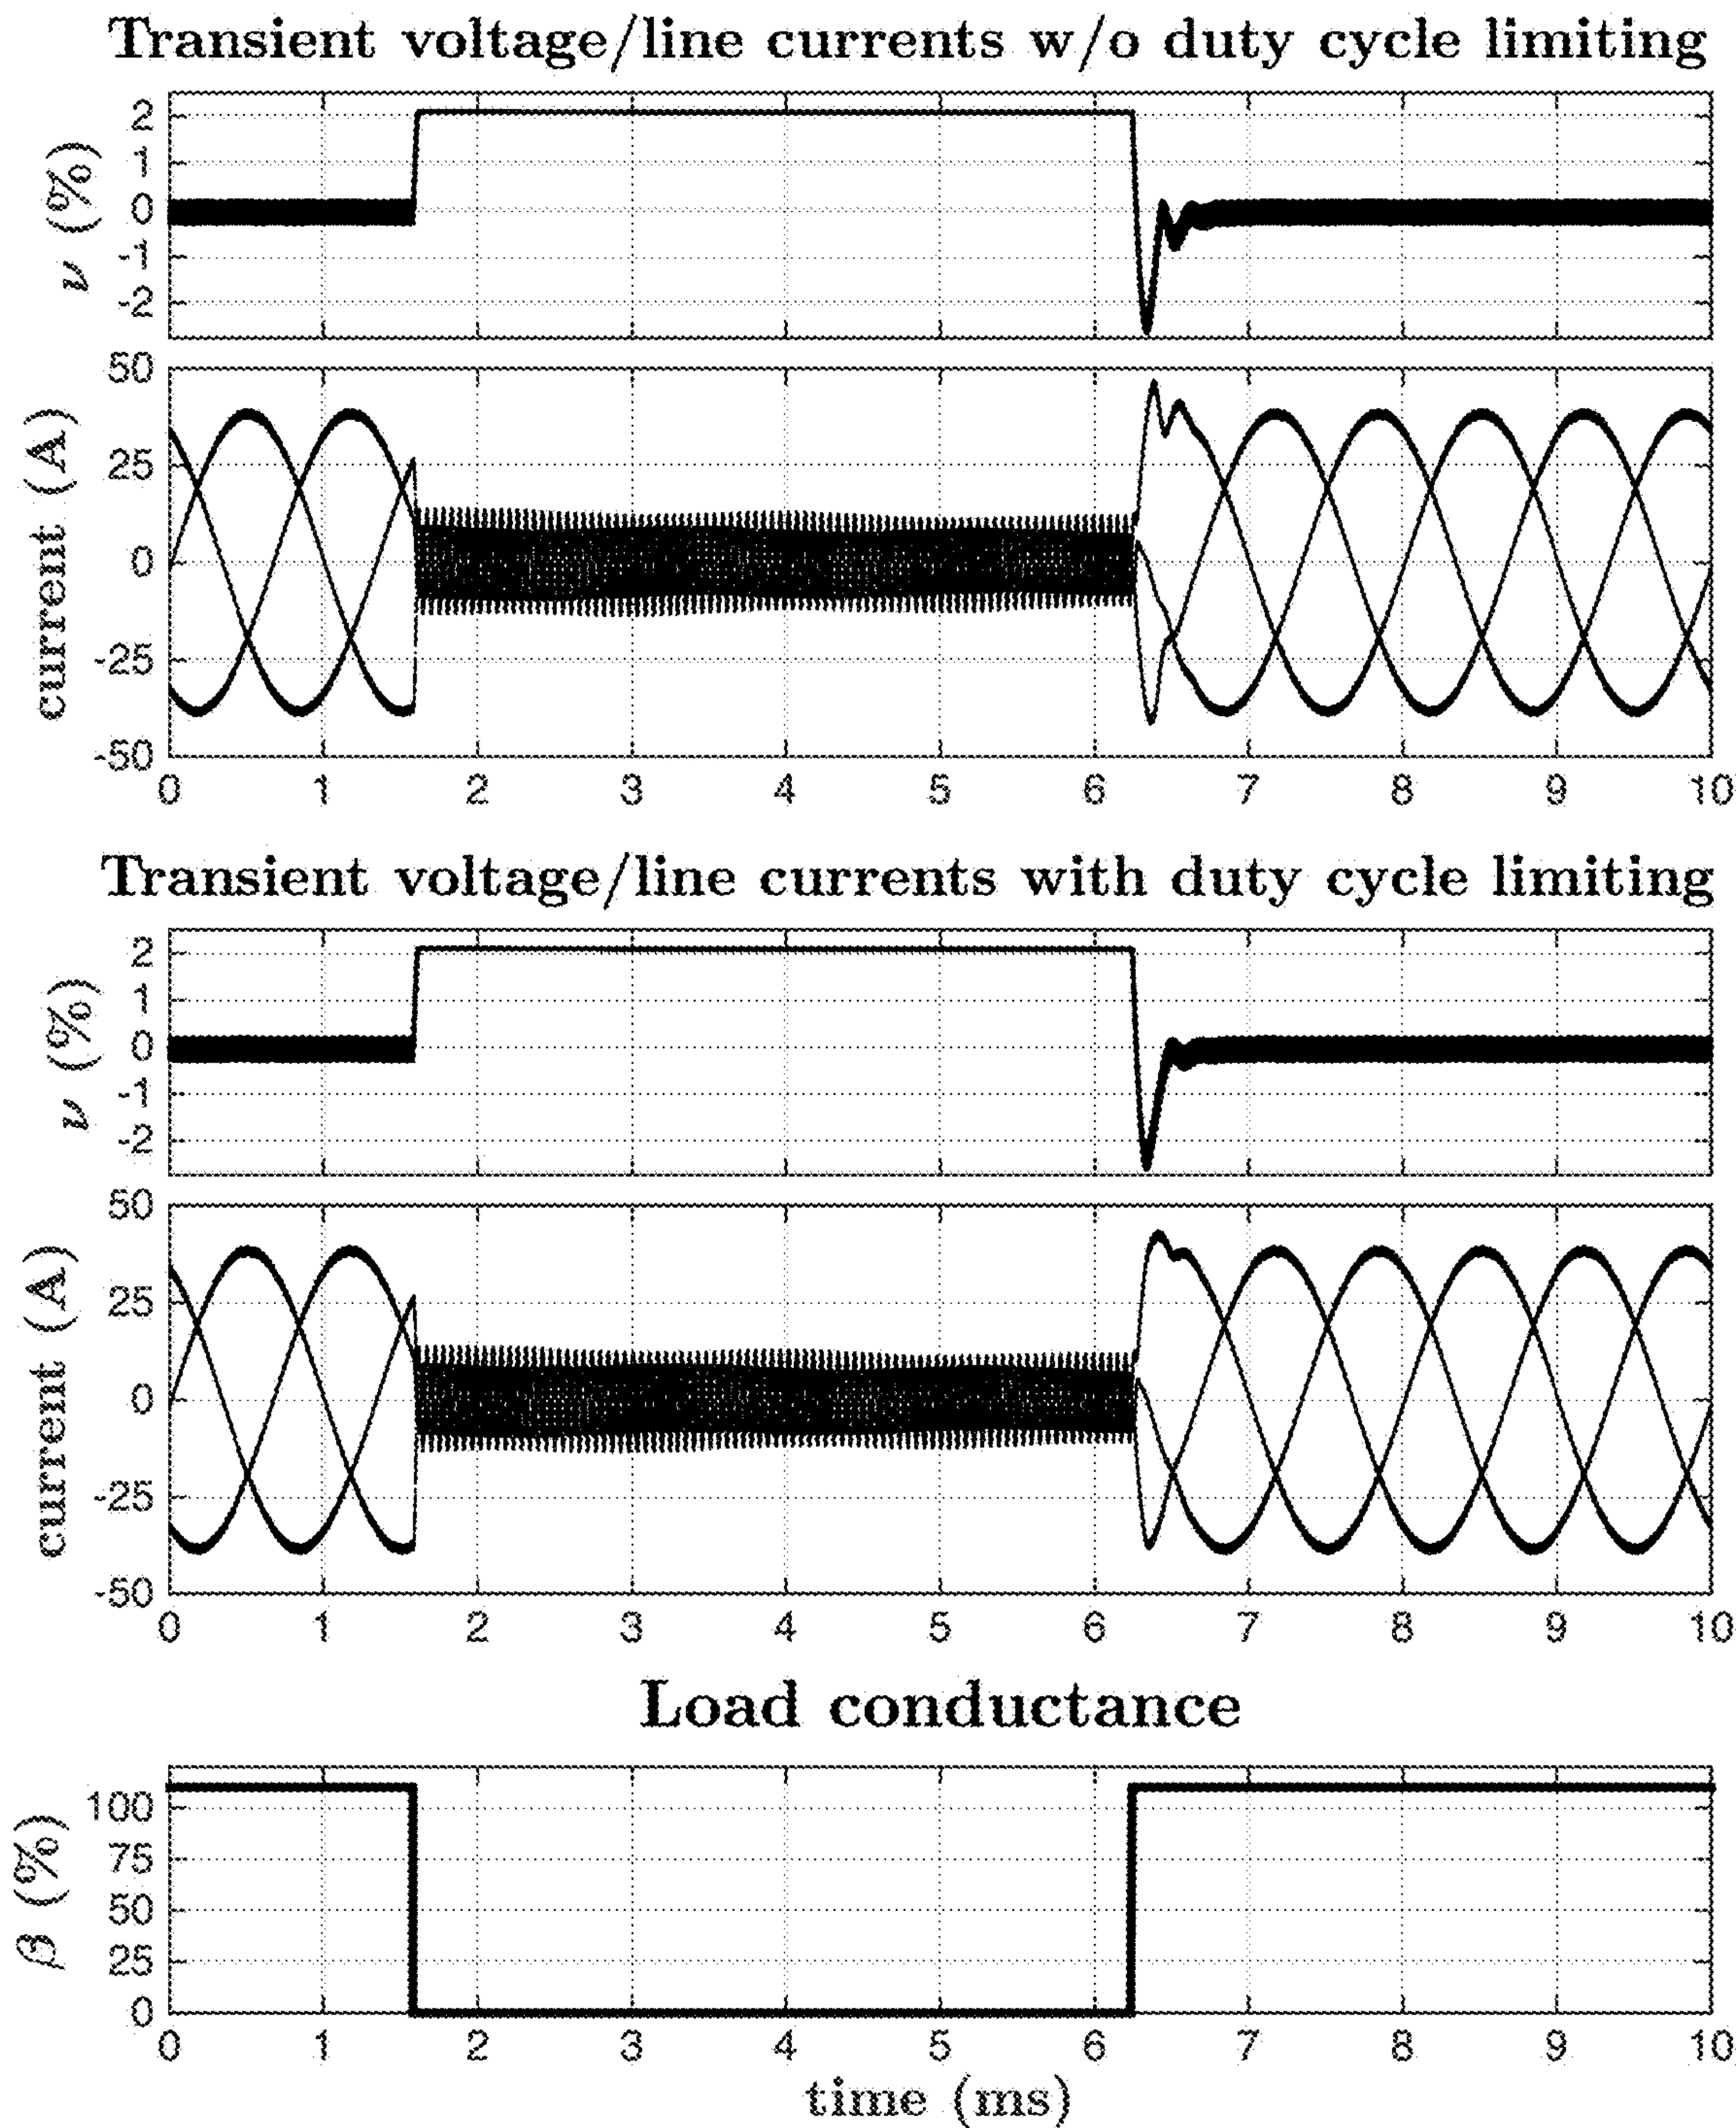 Transient voltage/line currents w/o duty cycle limiting
ν (%)
2
1
0
-1
-2
current (A)
50
25
0
-25
-50
0 1 2 3 4 5 6 7 8 9 10
Transient voltage/line currents with duty cycle limiting
ν (%)
2
1
0
-1
-2
current (A)
50
25
0
-25
-50
0 1 2 3 4 5 6 7 8 9 10
Load conductance
β (%)
100
75
50
25
0
0 1 2 3 4 5 6 7 8 9 10
time (ms)